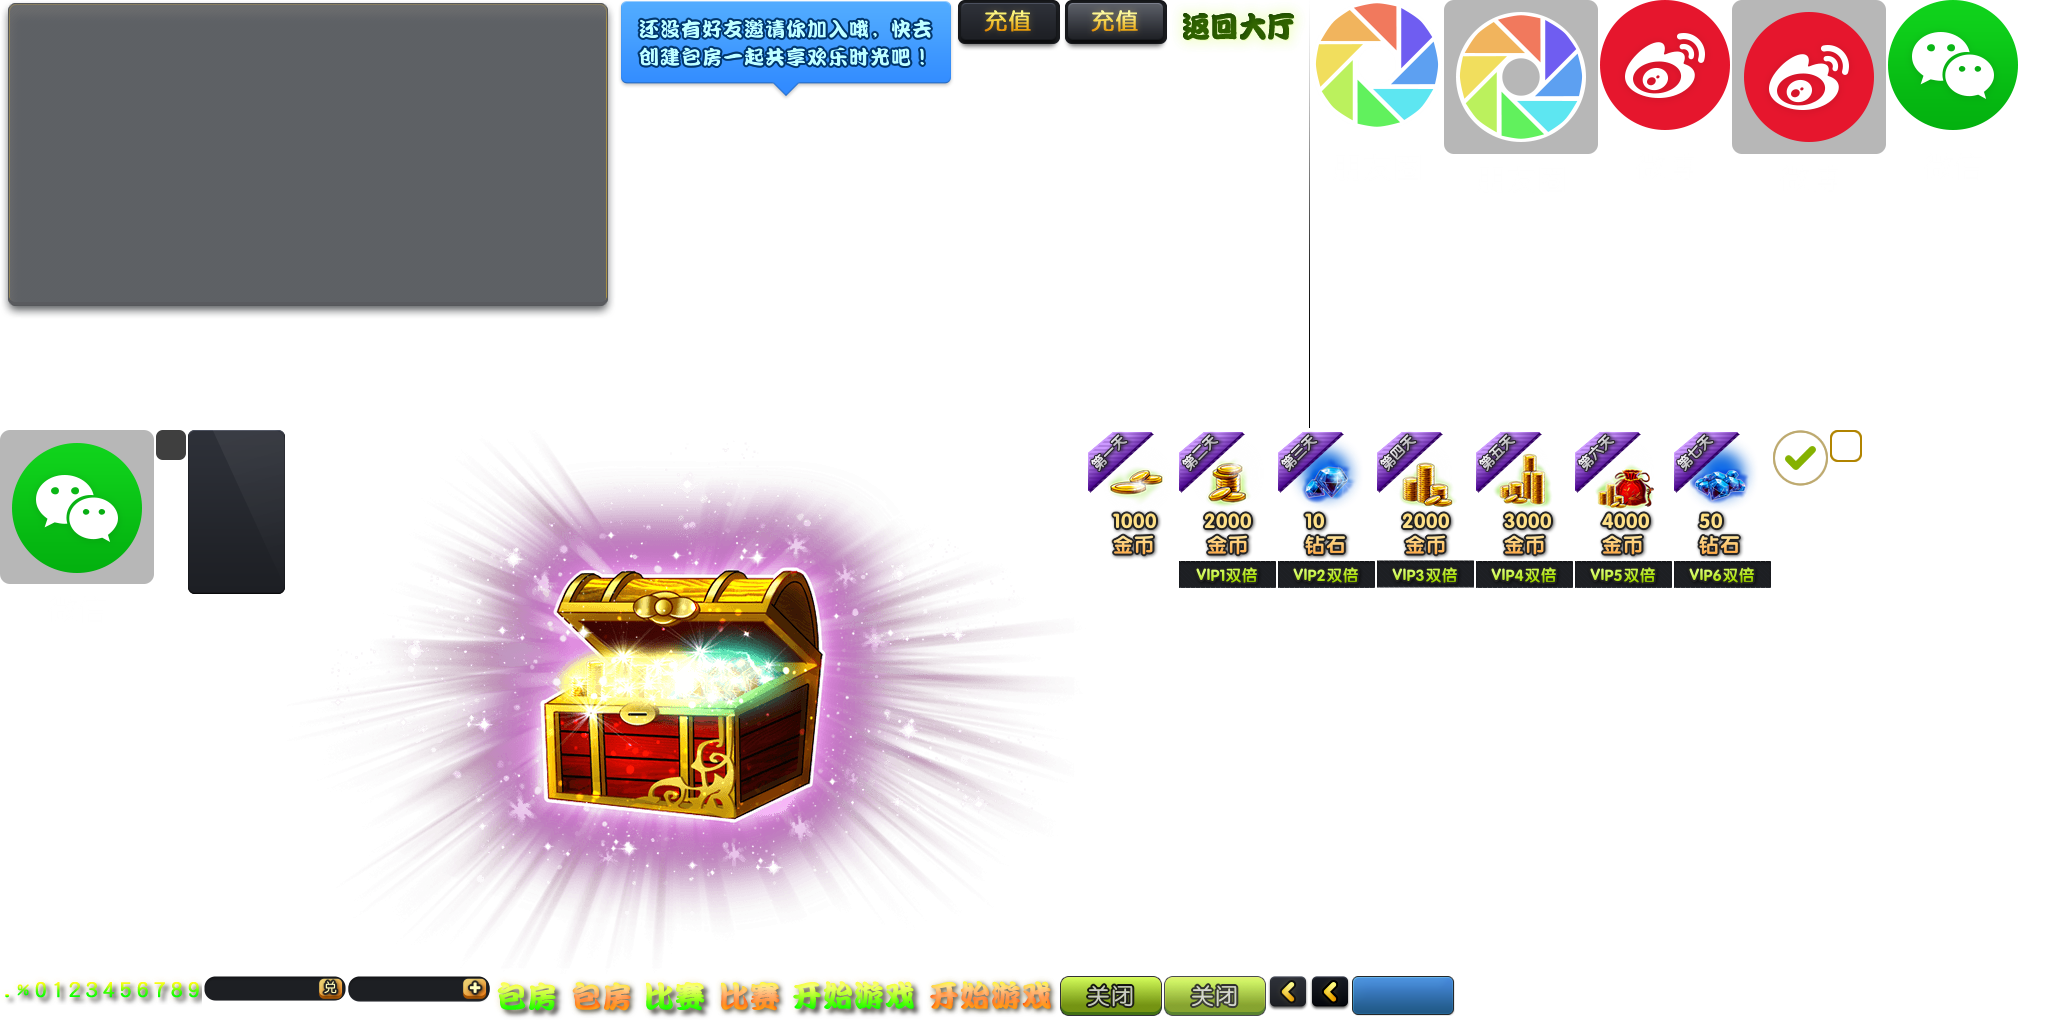 还没有好友邀请你加入哦，快去
创建包房一起共享欢乐时光吧！
充值
充值
返回大厅
第一天
1000
金币
第二天
2000
金币
VIP1双倍
第三天
10
钻石
VIP2双倍
第四天
2000
金币
VIP3双倍
第五天
3000
金币
VIP4双倍
第六天
4000
金币
VIP5双倍
第七天
50
钻石
VIP6双倍
.%0123456789
兑
包房
包房
比赛
比赛
开始游戏
开始游戏
关闭
关闭